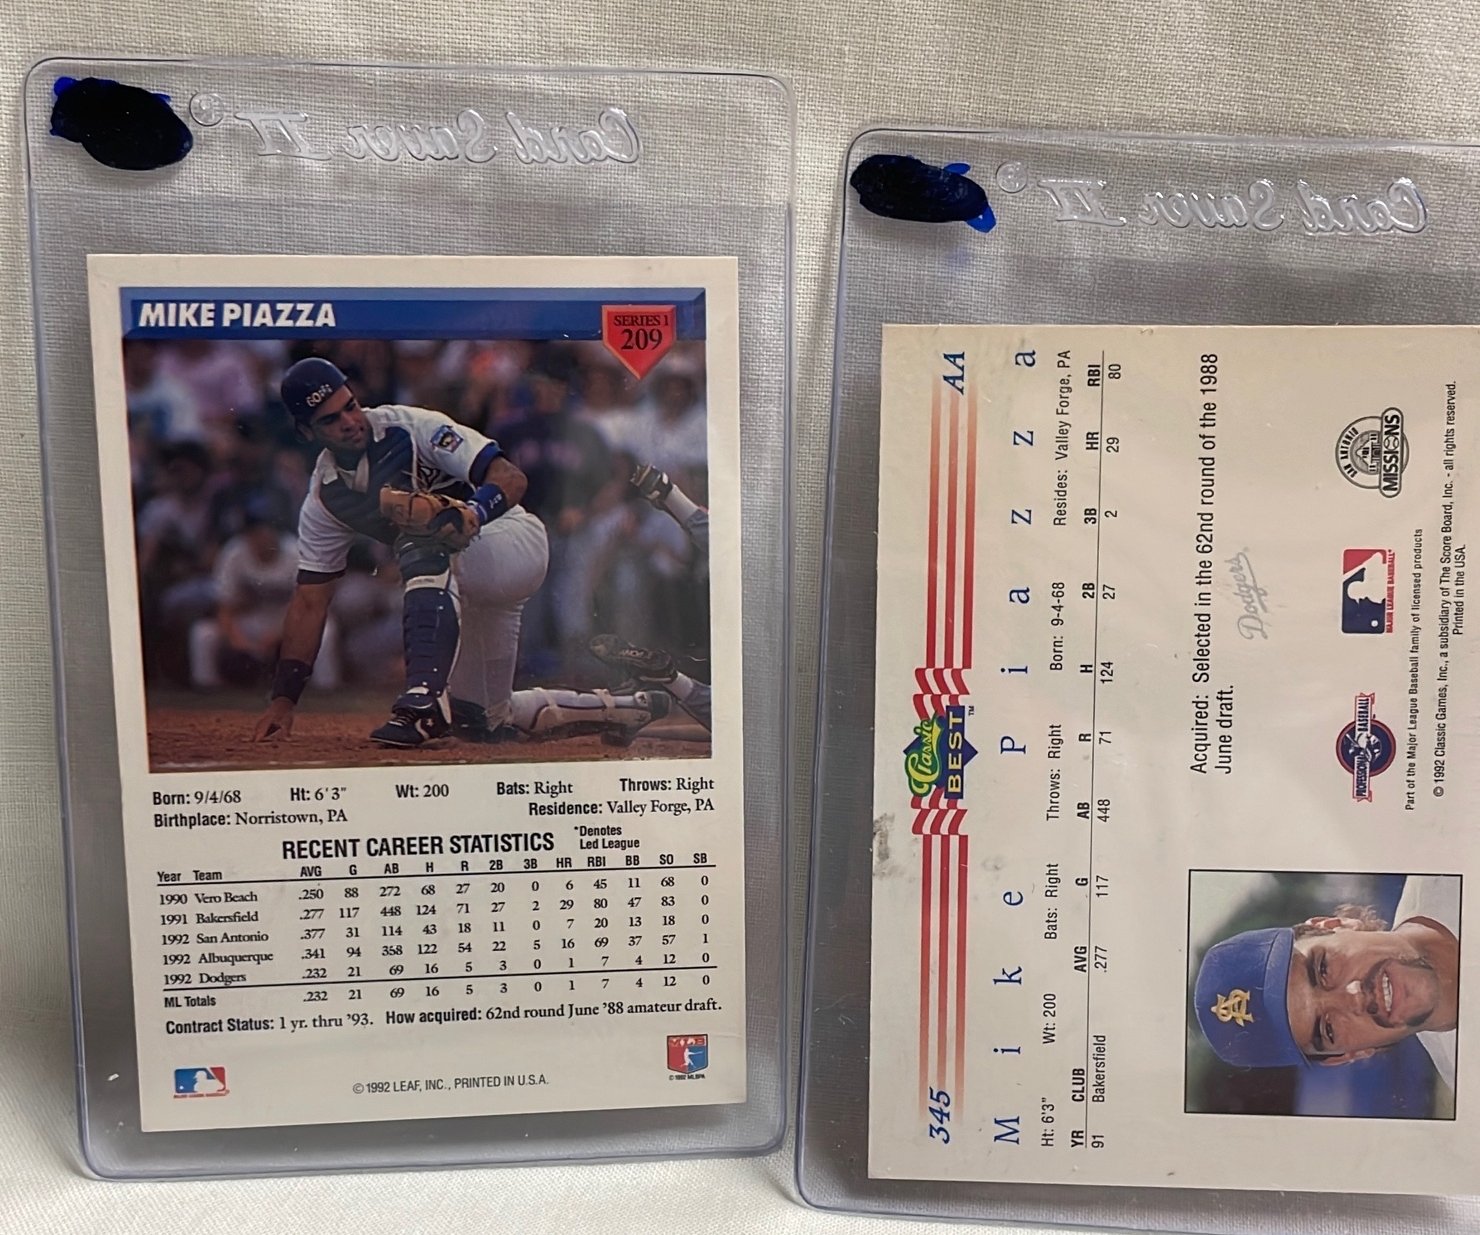 Card Saver II®
MIKE PIAZZA
SERIES 1
209
Born: 9/4/68 Ht: 6'3" Wt: 200 Bats: Right Throws: Right
Birthplace: Norristown, PA Residence: Valley Forge, PA
RECENT CAREER STATISTICS
*Denotes
Led League
Year Team AVG G AB H R 2B 3B HR RBI BB SO SB
1990 Vero Beach .250 88 272 68 27 20 0 6 45 11 68 0
1991 Bakersfield .277 117 448 124 71 27 2 29 80 47 83 0
1992 San Antonio .377 31 114 43 18 11 0 7 20 13 18 0
1992 Albuquerque .341 94 358 122 54 22 5 16 69 37 57 1
1992 Dodgers .232 21 69 16 5 3 0 1 7 4 12 0
ML Totals .232 21 69 16 5 3 0 1 7 4 12 0
Contract Status: 1 yr. thru '93. How acquired: 62nd round June '88 amateur draft.
© 1992 LEAF, INC., PRINTED IN U.S.A.
MLB
© 1992 MLBPA
Card Saver II®
345 Classic BEST™ AA
Mike Piazza
Ht: 6'3" Wt: 200 Bats: Right Throws: Right Born: 9-4-68 Resides: Valley Forge, PA
YR CLUB AVG G AB R H 2B 3B HR RBI
91 Bakersfield .277 117 448 71 124 27 2 29 80
Acquired: Selected in the 62nd round of the 1988
June draft.
Dodgers
PROFESSIONAL BASEBALL
MAJOR LEAGUE BASEBALL
SAN ANTONIO
MISSIONS
Part of the Major League Baseball family of licensed products
© 1992 Classic Games, Inc., a subsidiary of The Score Board, Inc. - all rights reserved.
Printed in the USA.